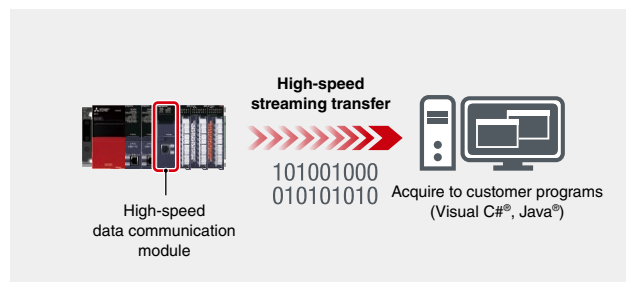 High-speed
streaming transfer
101001000
010101010
High-speed
data communication
module
Acquire to customer programs
(Visual C#®, Java®)